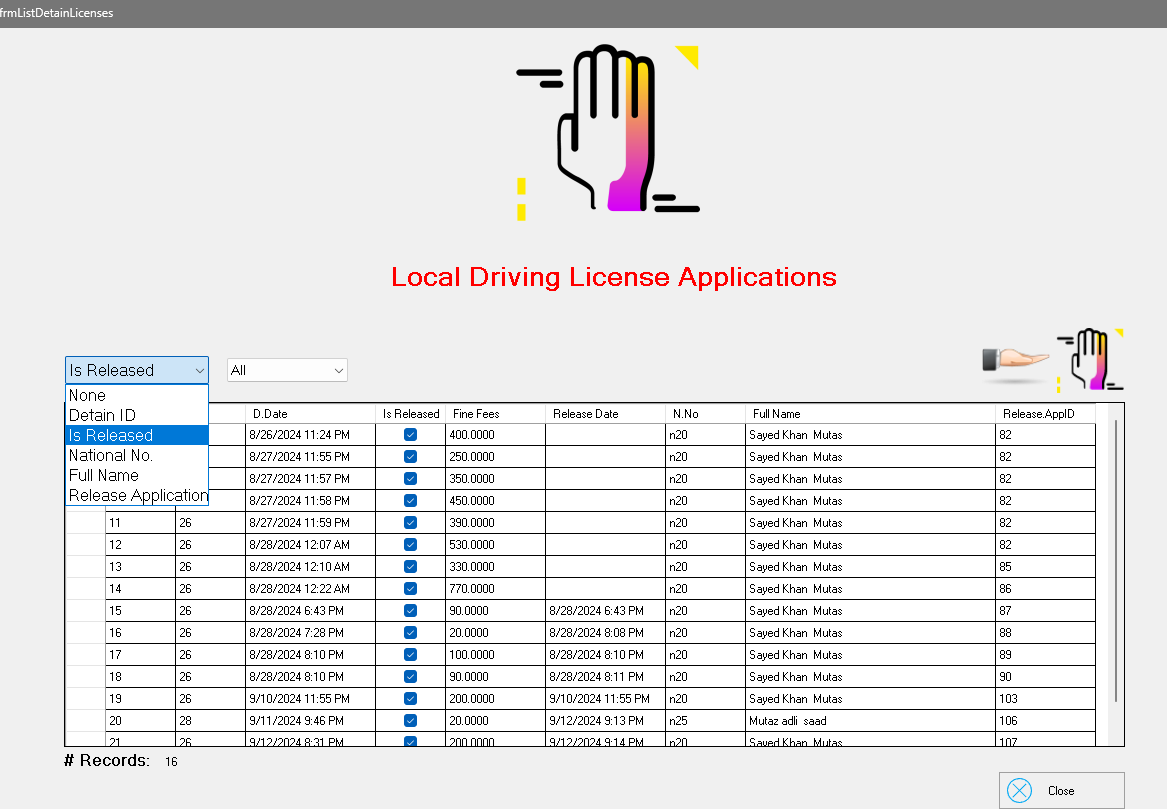 frmListDetainLicenses
Local Driving License Applications
Is Released All
None
Detain ID
Is Released
National No.
Full Name
Release Application
D.Date Is Released Fine Fees Release Date N.No Full Name Release.AppID
8/26/2024 11:24 PM 400.0000 n20 Sayed Khan Mutas 82
8/27/2024 11:55 PM 250.0000 n20 Sayed Khan Mutas 82
8/27/2024 11:57 PM 350.0000 n20 Sayed Khan Mutas 82
8/27/2024 11:58 PM 450.0000 n20 Sayed Khan Mutas 82
11 26 8/27/2024 11:59 PM 390.0000 n20 Sayed Khan Mutas 82
12 26 8/28/2024 12:07 AM 530.0000 n20 Sayed Khan Mutas 82
13 26 8/28/2024 12:10 AM 330.0000 n20 Sayed Khan Mutas 85
14 26 8/28/2024 12:22 AM 770.0000 n20 Sayed Khan Mutas 86
15 26 8/28/2024 6:43 PM 90.0000 8/28/2024 6:43 PM n20 Sayed Khan Mutas 87
16 26 8/28/2024 7:28 PM 20.0000 8/28/2024 8:08 PM n20 Sayed Khan Mutas 88
17 26 8/28/2024 8:10 PM 100.0000 8/28/2024 8:10 PM n20 Sayed Khan Mutas 89
18 26 8/28/2024 8:10 PM 90.0000 8/28/2024 8:11 PM n20 Sayed Khan Mutas 90
19 26 9/10/2024 11:55 PM 200.0000 9/10/2024 11:55 PM n20 Sayed Khan Mutas 103
20 28 9/11/2024 9:46 PM 20.0000 9/12/2024 9:13 PM n25 Mutaz adli saad 106
21 26 9/12/2024 8:31 PM 200.0000 9/12/2024 9:14 PM n20 Sayed Khan Mutas 107
# Records: 16
Close